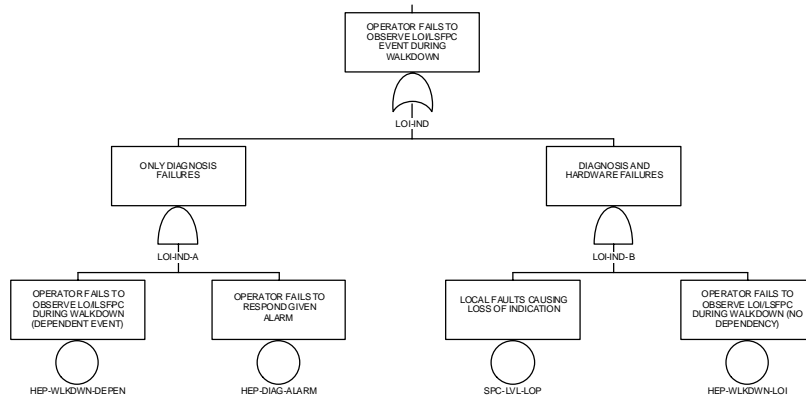 OPERATOR FAILS TO
OBSERVE LOI/LSFPC
EVENT DURING
WALKDOWN
LOI-IND
ONLY DIAGNOSIS
FAILURES
DIAGNOSIS AND
HARDWARE FAILURES
LOI-IND-A
LOI-IND-B
OPERATOR FAILS TO
OBSERVE LOI/LSFPC
DURING WALKDOWN
(DEPENDENT EVENT)
OPERATOR FAILS TO
RESPOND GIVEN
ALARM
LOCAL FAULTS CAUSING
LOSS OF INDICATION
OPERATOR FAILS TO
OBSERVE LOI/LSFPC
DURING WALKDOWN (NO
DEPENDENCY)
HEP-WLKDWN-DEPEN
HEP-DIAG-ALARM
SPC-LVL-LOP
HEP-WLKDWN-LOI